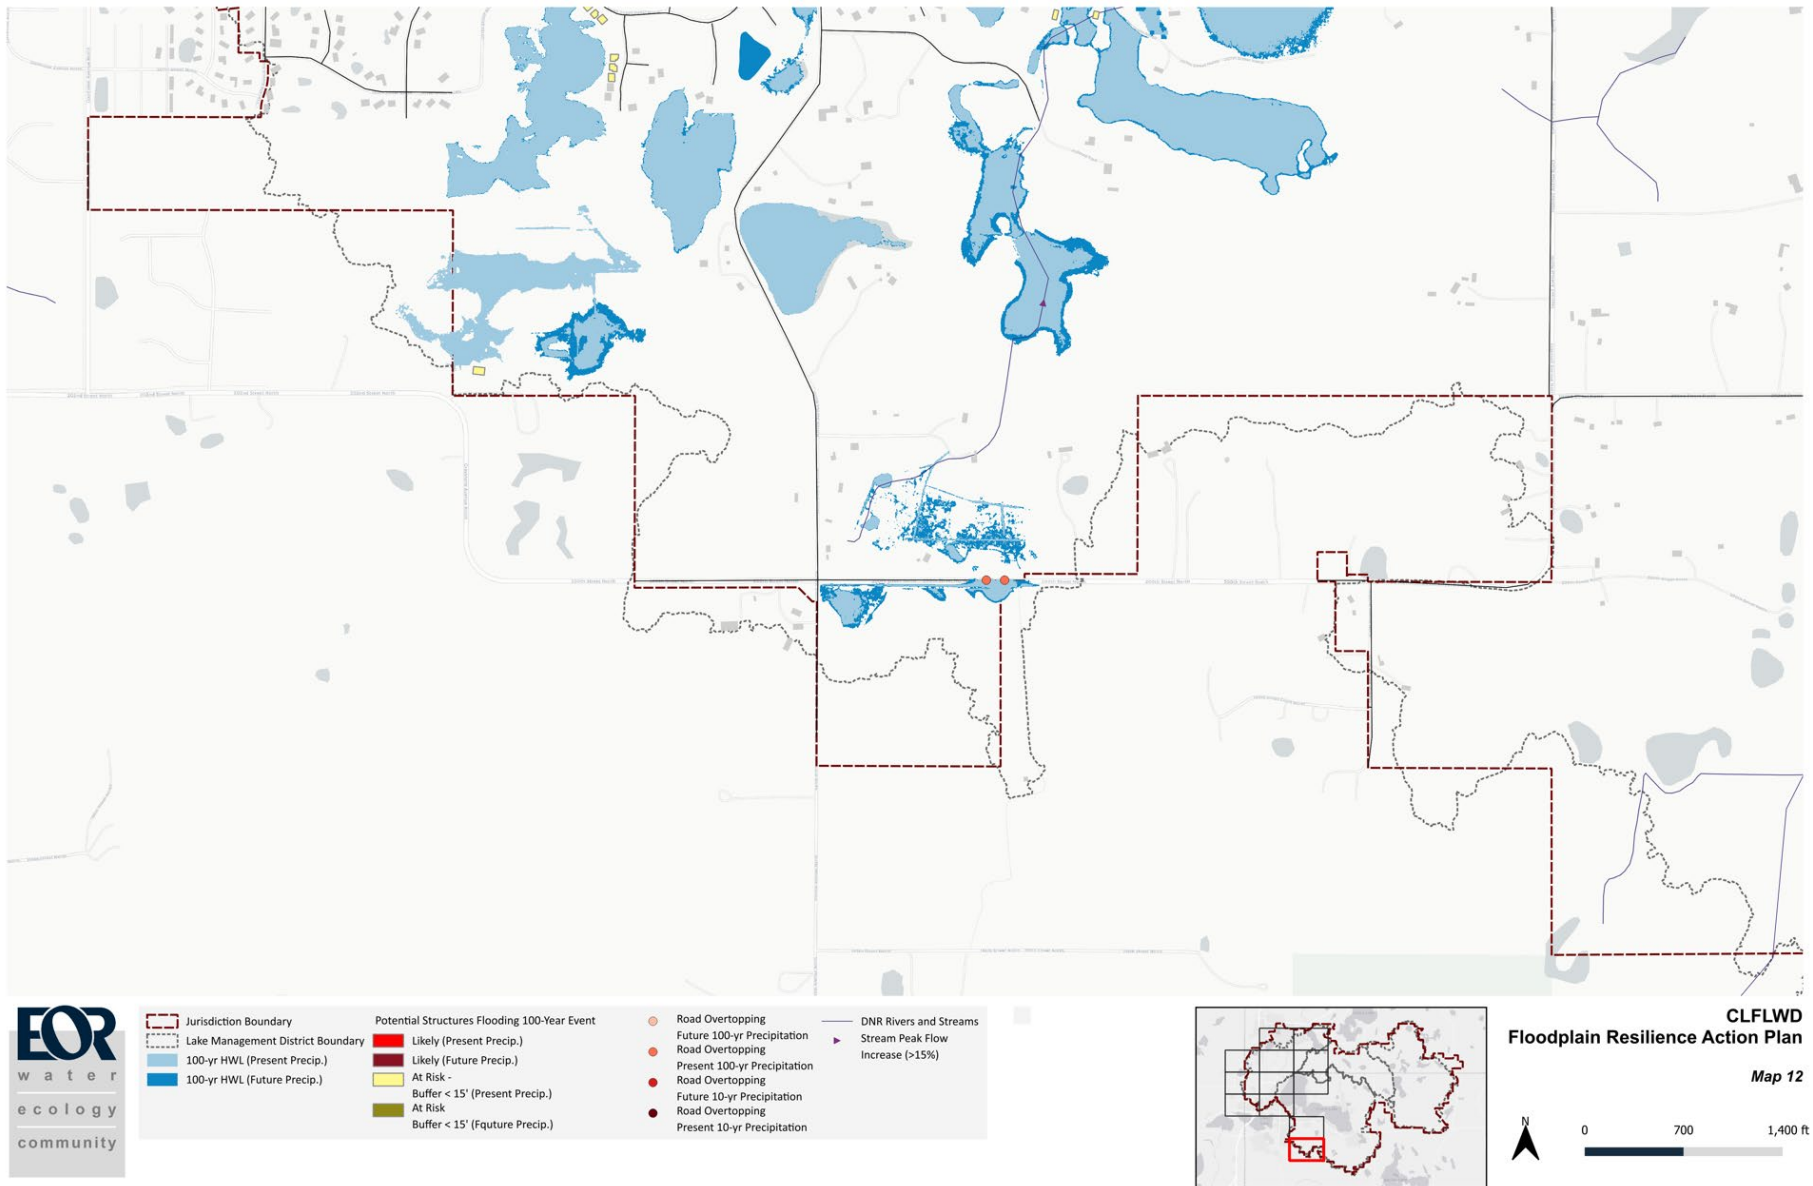 EOR
water
ecology
community
Jurisdiction Boundary
Lake Management District Boundary
100-yr HWL (Present Precip.)
100-yr HWL (Future Precip.)
Potential Structures Flooding 100-Year Event
Likely (Present Precip.)
Likely (Future Precip.)
At Risk -
Buffer < 15' (Present Precip.)
At Risk
Buffer < 15' (Fquture Precip.)
Road Overtopping
Future 100-yr Precipitation
Road Overtopping
Present 100-yr Precipitation
Road Overtopping
Future 10-yr Precipitation
Road Overtopping
Present 10-yr Precipitation
DNR Rivers and Streams
Stream Peak Flow
Increase (>15%)
CLFLWD
Floodplain Resilience Action Plan
Map 12
N
0 700 1,400 ft